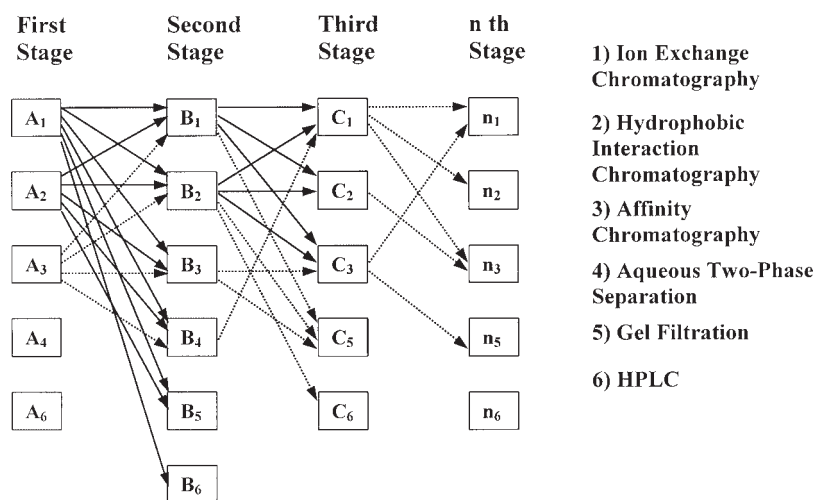 First
Stage
Second
Stage
Third
Stage
n th
Stage
A₁
A₂
A₃
A₄
A₆
B₁
B₂
B₃
B₄
B₅
B₆
C₁
C₂
C₃
C₅
C₆
n₁
n₂
n₃
n₅
n₆
1) Ion Exchange
Chromatography
2) Hydrophobic
Interaction
Chromatography
3) Affinity
Chromatography
4) Aqueous Two-Phase
Separation
5) Gel Filtration
6) HPLC